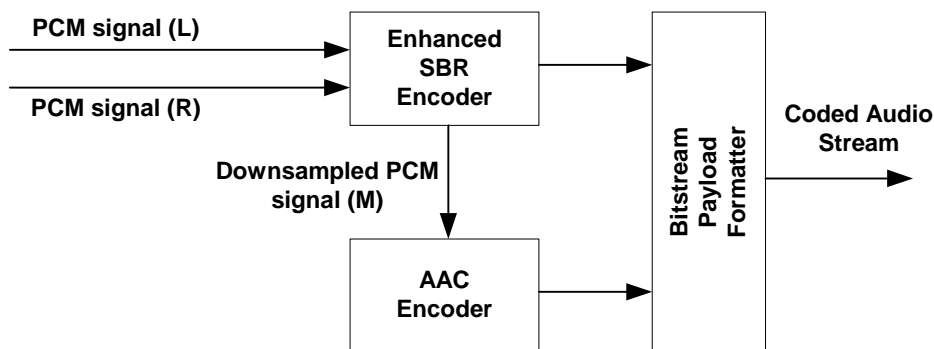 PCM signal (L)
PCM signal (R)
Enhanced
SBR
Encoder
Downsampled PCM
signal (M)
AAC
Encoder
Bitstream
Payload
Formatter
Coded Audio
Stream